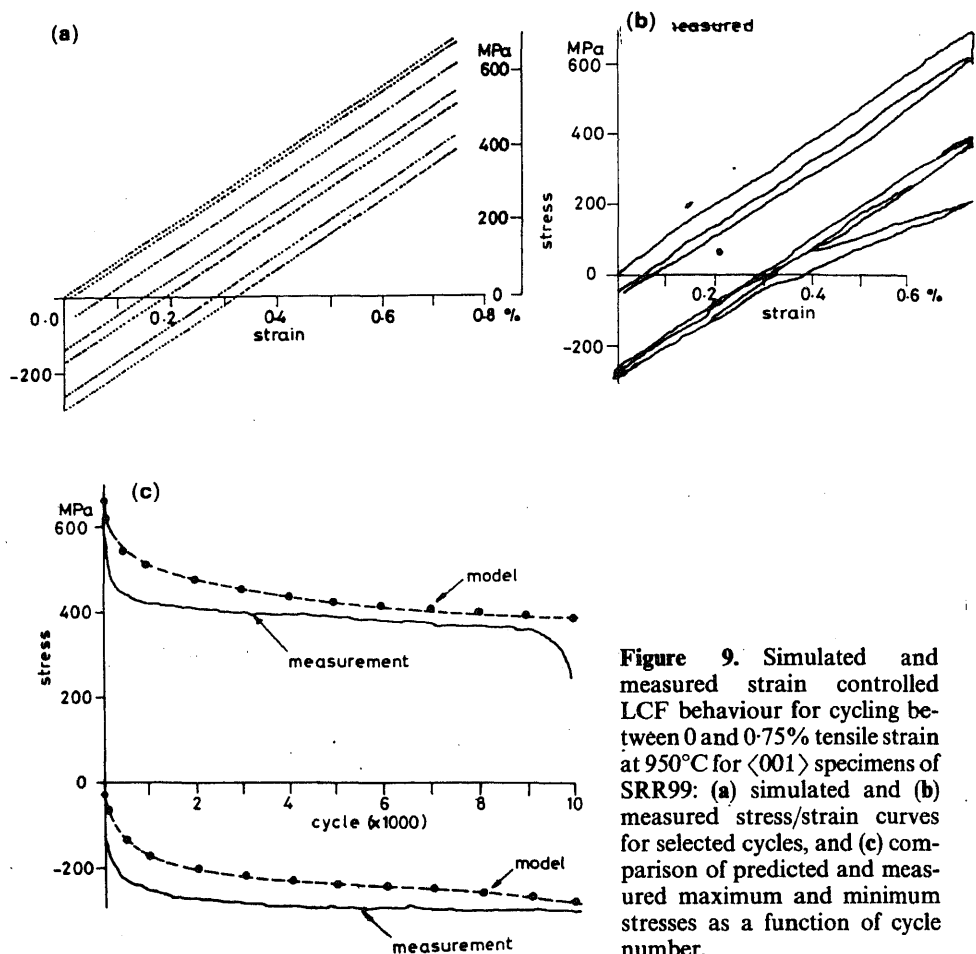 (a)
MPa
600
400
200
0
0.0
0.2
0.4
0.6
0.8 %
strain
-200
(b) measured
MPa
600
400
200
0
-200
stress
0.2
0.4
0.6 %
strain
(c)
MPa
600
400
200
0
-200
stress
model
measurement
2
4
6
8
10
cycle (×1000)
model
measurement
Figure 9. Simulated and
measured strain controlled
LCF behaviour for cycling be-
tween 0 and 0·75% tensile strain
at 950°C for ⟨001⟩ specimens of
SRR99: (a) simulated and (b)
measured stress/strain curves
for selected cycles, and (c) com-
parison of predicted and meas-
ured maximum and minimum
stresses as a function of cycle
number.